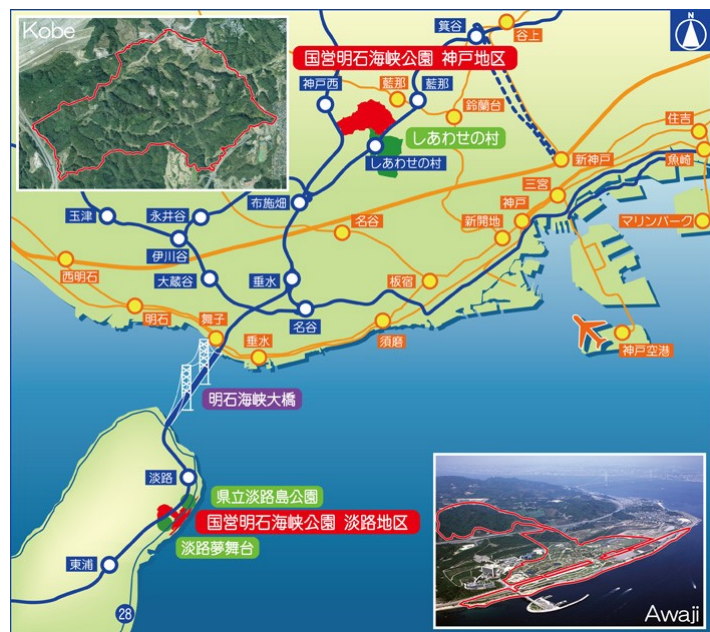 Kobe
N
箕谷
谷上
国営明石海峡公園 神戸地区
神戸西
藍那
藍那
鈴蘭台
しあわせの村
しあわせの村
住吉
新神戸
魚崎
三宮
布施畑
神戸
玉津
永井谷
名谷
新開地
マリンパーク
伊川谷
西明石
大蔵谷
垂水
板宿
明石
舞子
名谷
須磨
垂水
神戸空港
明石海峡大橋
淡路
県立淡路島公園
国営明石海峡公園 淡路地区
淡路夢舞台
東浦
28
Awaji